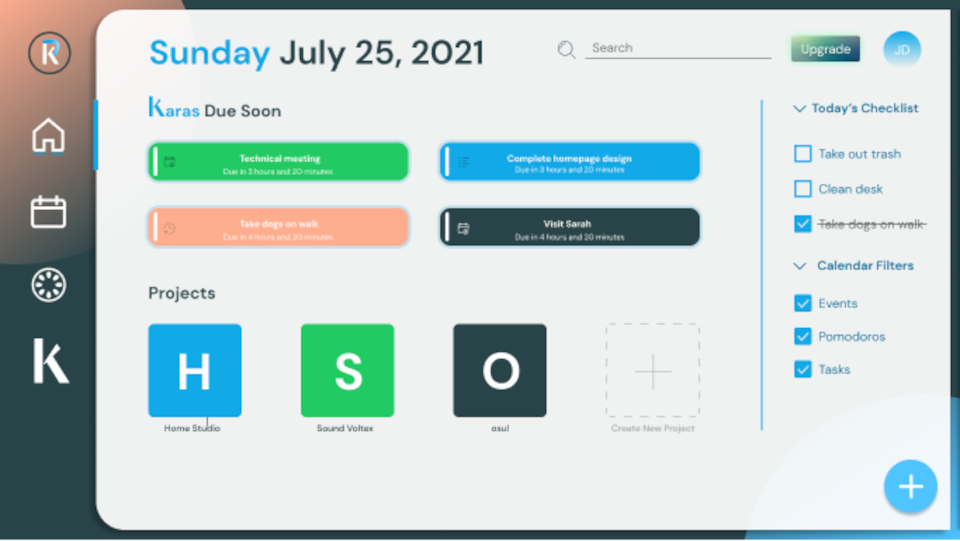 Sunday July 25, 2021
Search
Upgrade
JD
Karas Due Soon
Technical meeting
Due in 3 hours and 20 minutes
Complete homepage design
Due in 3 hours and 20 minutes
Take dogs on walk
Due in 4 hours and 20 minutes
Visit Sarah
Due in 4 hours and 20 minutes
Projects
H
S
O
Home Studio
Sound Voltex
osu!
Create New Project
Today's Checklist
Take out trash
Clean desk
Take dogs on walk
Calendar Filters
Events
Pomodoros
Tasks
K
k